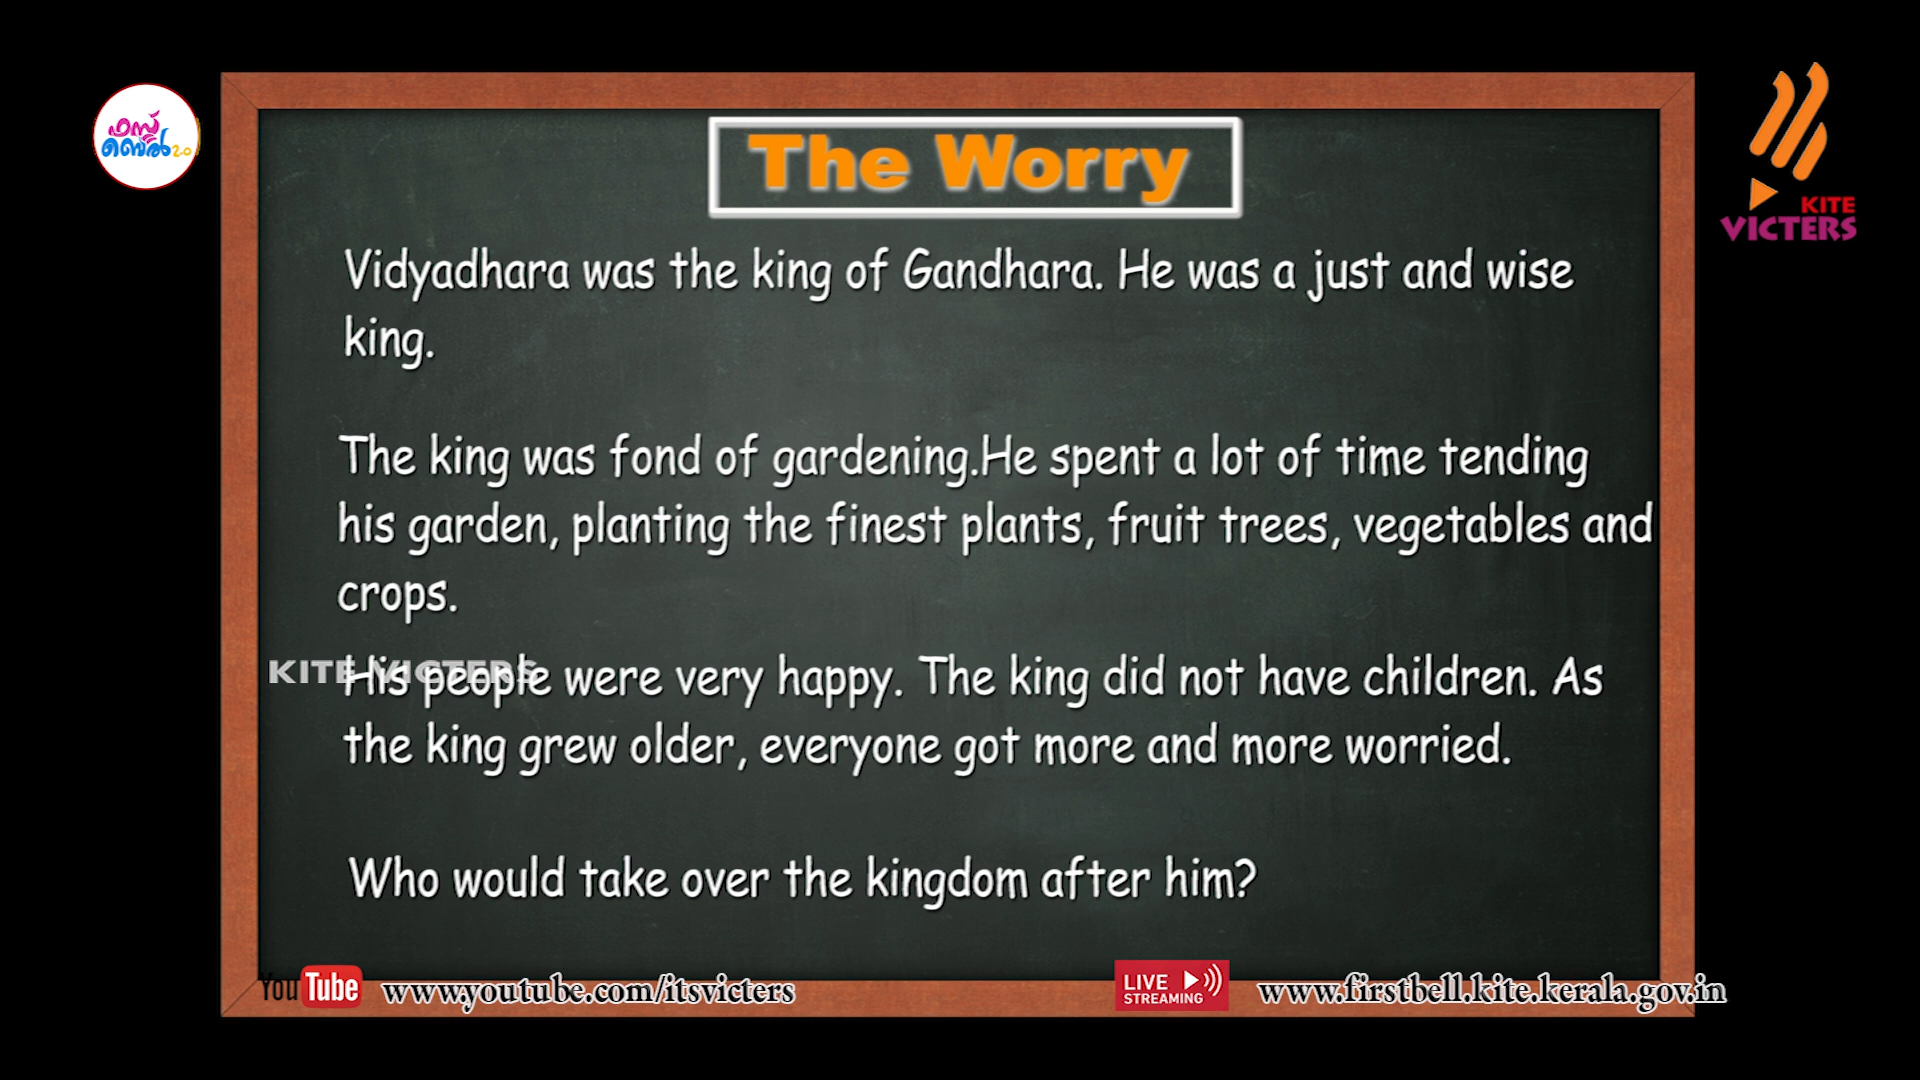 ഫസ്റ്റ്
ബെൽ 2.0
The Worry
KITE
VICTERS
Vidyadhara was the king of Gandhara. He was a just and wise
king.
The king was fond of gardening.He spent a lot of time tending
his garden, planting the finest plants, fruit trees, vegetables and
crops.
KITE VICTERS
His people were very happy. The king did not have children. As
the king grew older, everyone got more and more worried.
Who would take over the kingdom after him?
YouTube www.youtube.com/itsvicters
LIVE
STREAMING
www.firstbell.kite.kerala.gov.in